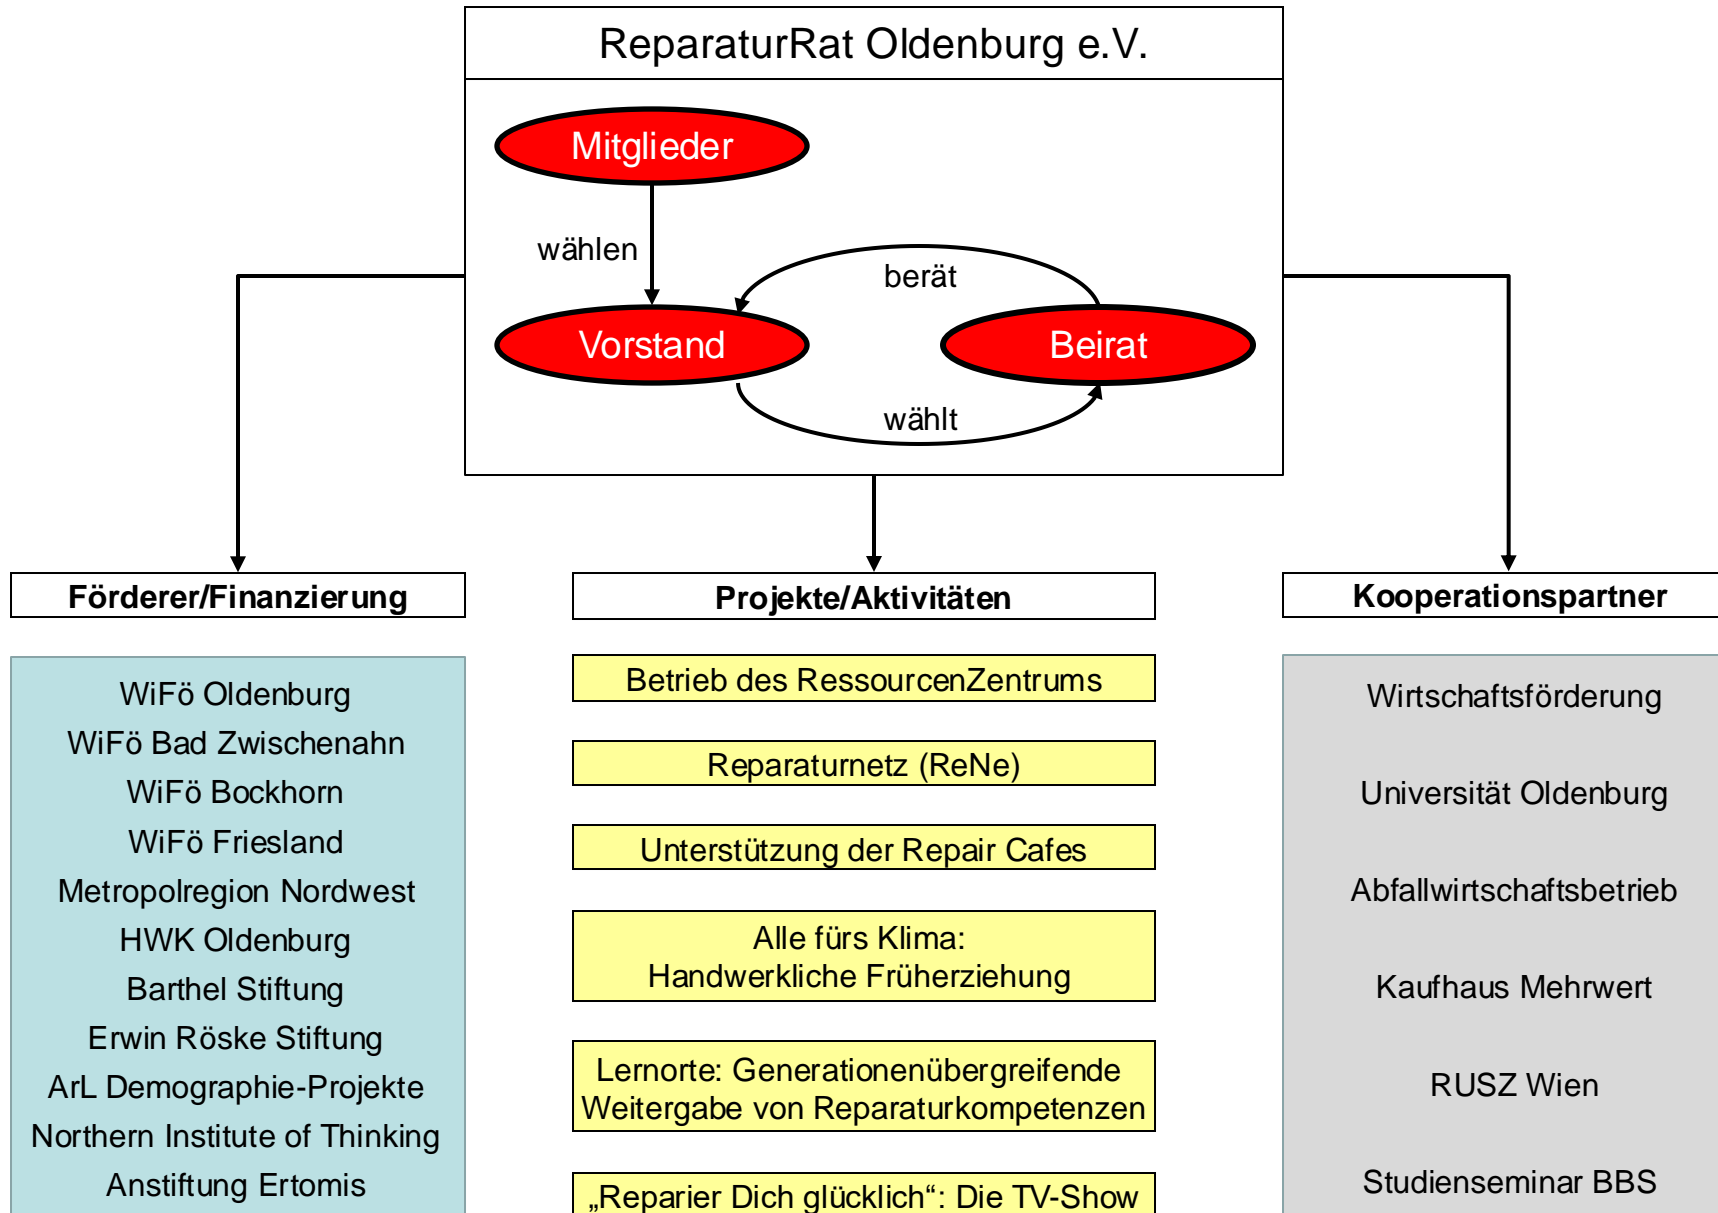 ReparaturRat Oldenburg e.V.
Mitglieder
wählen
berät
Vorstand
Beirat
wählt
Förderer/Finanzierung
WiFö Oldenburg
WiFö Bad Zwischenahn
WiFö Bockhorn
WiFö Friesland
Metropolregion Nordwest
HWK Oldenburg
Barthel Stiftung
Erwin Röske Stiftung
ArL Demographie-Projekte
Northern Institute of Thinking
Anstiftung Ertomis
Projekte/Aktivitäten
Betrieb des RessourcenZentrums
Reparaturnetz (ReNe)
Unterstützung der Repair Cafes
Alle fürs Klima:
Handwerkliche Früherziehung
Lernorte: Generationenübergreifende
Weitergabe von Reparaturkompetenzen
„Reparier Dich glücklich“: Die TV-Show
Kooperationspartner
Wirtschaftsförderung
Universität Oldenburg
Abfallwirtschaftsbetrieb
Kaufhaus Mehrwert
RUSZ Wien
Studienseminar BBS